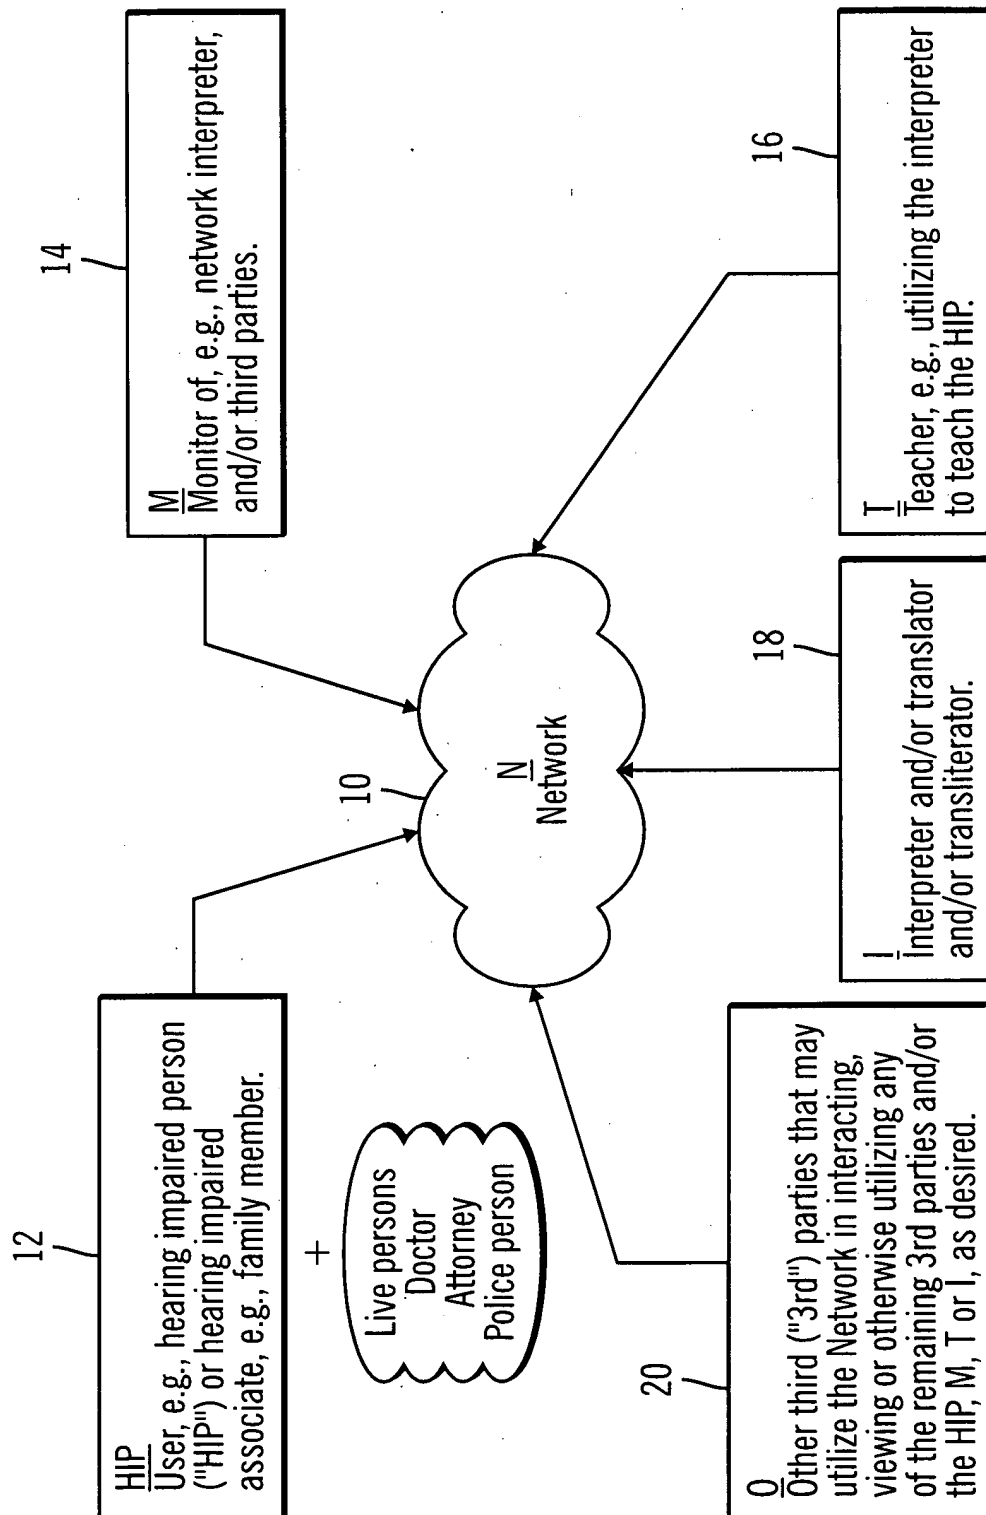 12
HIP
User, e.g., hearing impaired person
("HIP") or hearing impaired
associate, e.g., family member.
+
Live persons
Doctor
Attorney
Police person
14
M
Monitor of, e.g., network interpreter,
and/or third parties.
10
N
Network
20
O
Other third ("3rd") parties that may
utilize the Network in interacting,
viewing or otherwise utilizing any
of the remaining 3rd parties and/or
the HIP, M, T or I, as desired.
18
I
Interpreter and/or translator
and/or transliterator.
16
T
Teacher, e.g., utilizing the interpreter
to teach the HIP.